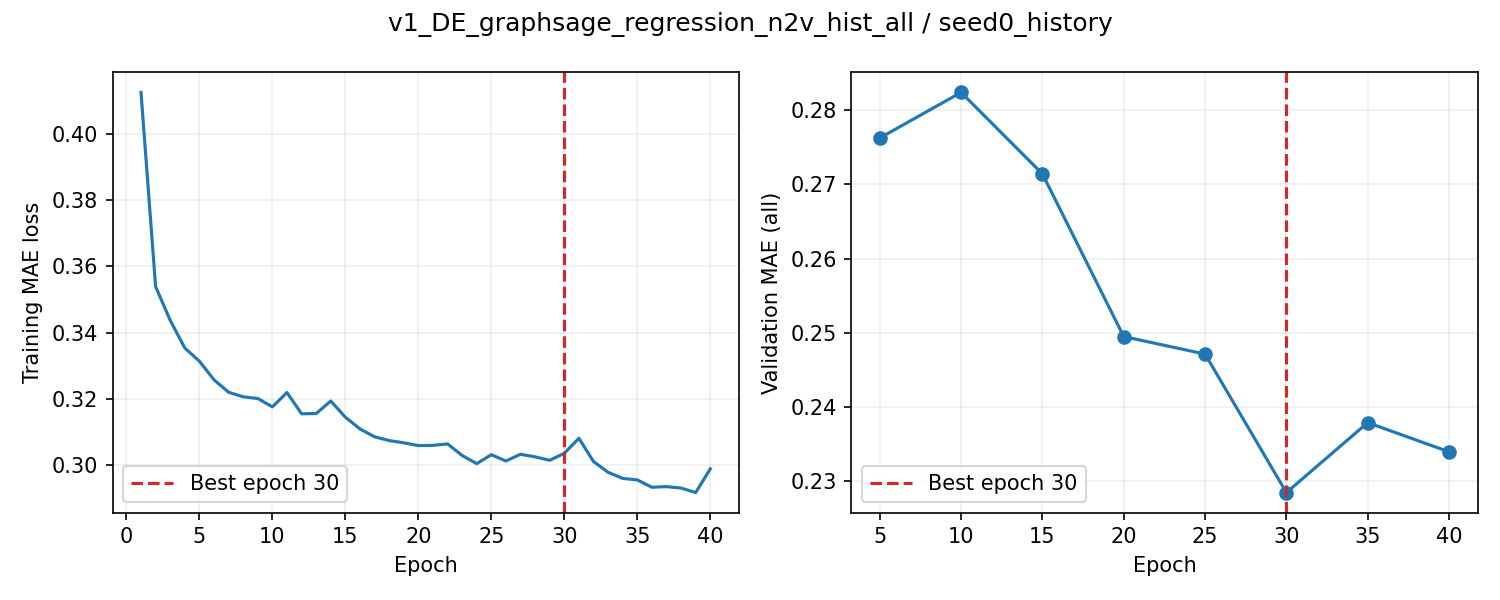 v1_DE_graphsage_regression_n2v_hist_all / seed0_history
Training MAE loss
0.40
0.38
0.36
0.34
0.32
0.30
Best epoch 30
0 5 10 15 20 25 30 35 40
Epoch
Validation MAE (all)
0.28
0.27
0.26
0.25
0.24
0.23
Best epoch 30
5 10 15 20 25 30 35 40
Epoch